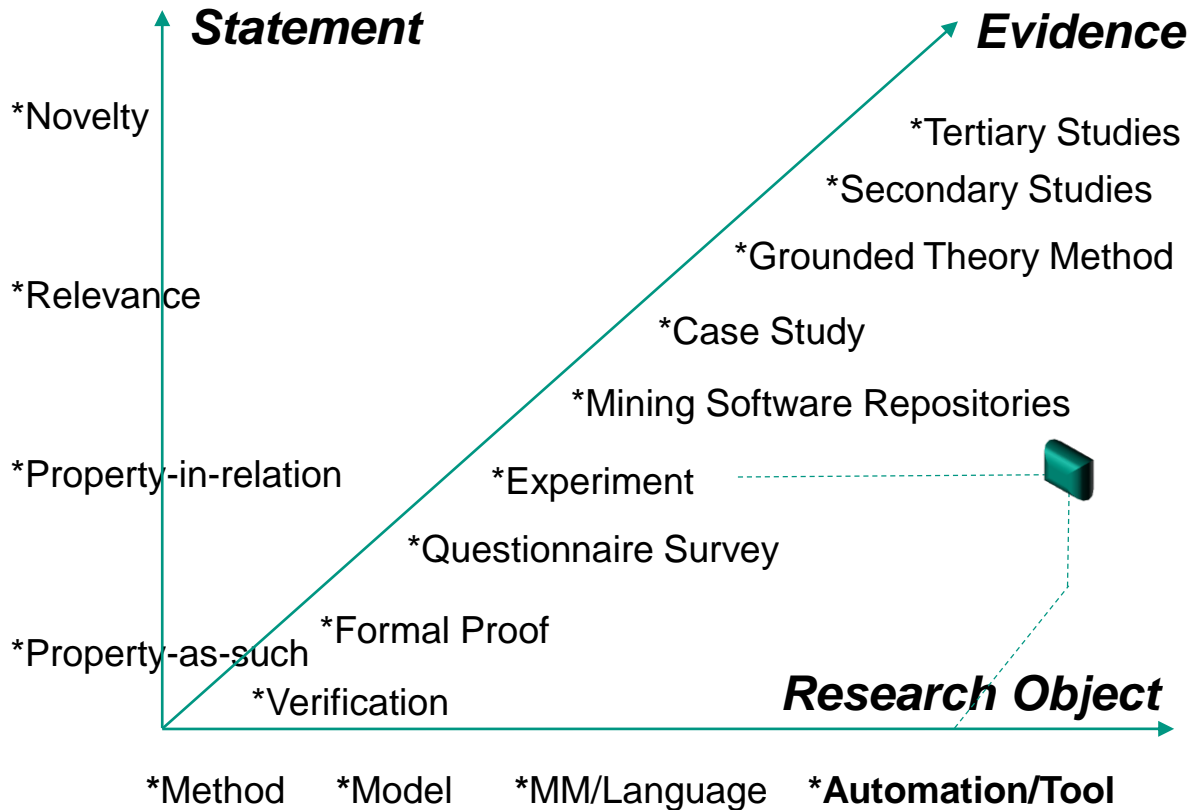 Statement
Evidence
*Novelty
*Tertiary Studies
*Secondary Studies
*Grounded Theory Method
*Relevance
*Case Study
*Mining Software Repositories
*Property-in-relation
*Experiment
*Questionnaire Survey
*Formal Proof
*Property-as-such
*Verification
Research Object
*Method *Model *MM/Language *Automation/Tool